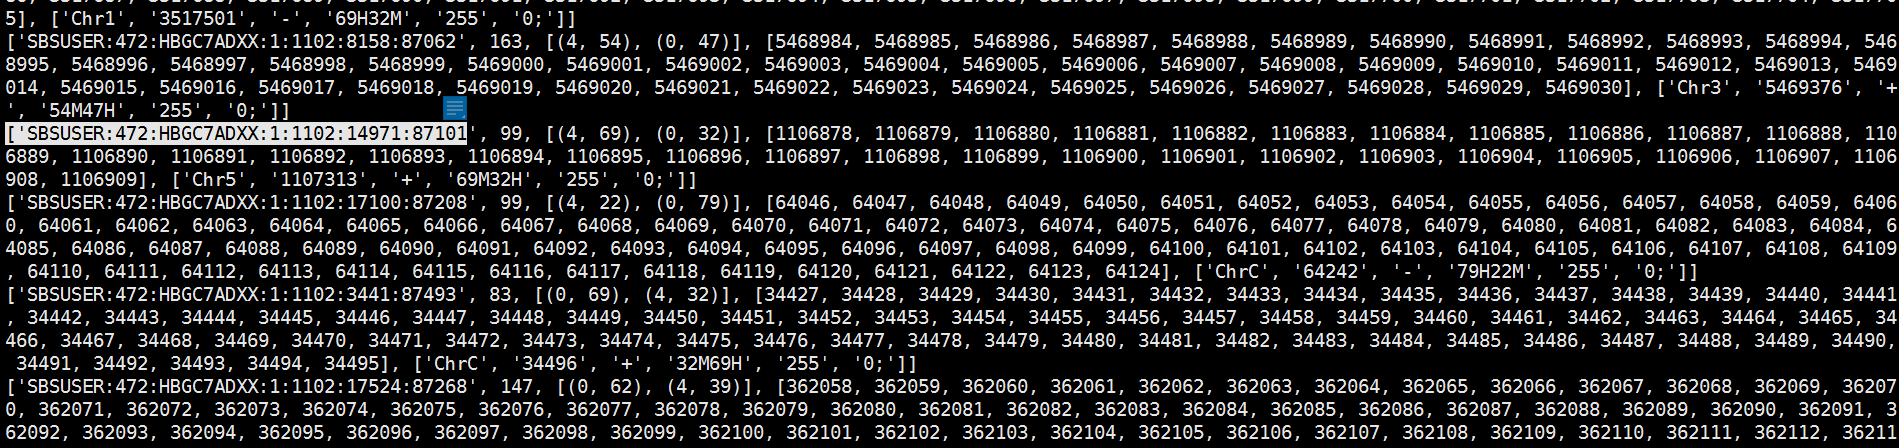 5], ['Chr1', '3517501', '-', '69H32M', '255', '0;']]
['SBSUSER:472:HBGC7ADXX:1:1102:8158:87062', 163, [(4, 54), (0, 47)], [5468984, 5468985, 5468986, 5468987, 5468988, 5468989, 5468990, 5468991, 5468992, 5468993, 5468994, 546
8995, 5468996, 5468997, 5468998, 5468999, 5469000, 5469001, 5469002, 5469003, 5469004, 5469005, 5469006, 5469007, 5469008, 5469009, 5469010, 5469011, 5469012, 5469013, 5469
014, 5469015, 5469016, 5469017, 5469018, 5469019, 5469020, 5469021, 5469022, 5469023, 5469024, 5469025, 5469026, 5469027, 5469028, 5469029, 5469030], ['Chr3', '5469376', '+
', '54M47H', '255', '0;']]
['SBSUSER:472:HBGC7ADXX:1:1102:14971:87101', 99, [(4, 69), (0, 32)], [1106878, 1106879, 1106880, 1106881, 1106882, 1106883, 1106884, 1106885, 1106886, 1106887, 1106888, 110
6889, 1106890, 1106891, 1106892, 1106893, 1106894, 1106895, 1106896, 1106897, 1106898, 1106899, 1106900, 1106901, 1106902, 1106903, 1106904, 1106905, 1106906, 1106907, 1106
908, 1106909], ['Chr5', '1107313', '+', '69M32H', '255', '0;']]
['SBSUSER:472:HBGC7ADXX:1:1102:17100:87208', 99, [(4, 22), (0, 79)], [64046, 64047, 64048, 64049, 64050, 64051, 64052, 64053, 64054, 64055, 64056, 64057, 64058, 64059, 6406
0, 64061, 64062, 64063, 64064, 64065, 64066, 64067, 64068, 64069, 64070, 64071, 64072, 64073, 64074, 64075, 64076, 64077, 64078, 64079, 64080, 64081, 64082, 64083, 64084, 6
4085, 64086, 64087, 64088, 64089, 64090, 64091, 64092, 64093, 64094, 64095, 64096, 64097, 64098, 64099, 64100, 64101, 64102, 64103, 64104, 64105, 64106, 64107, 64108, 64109
, 64110, 64111, 64112, 64113, 64114, 64115, 64116, 64117, 64118, 64119, 64120, 64121, 64122, 64123, 64124], ['ChrC', '64242', '-', '79H22M', '255', '0;']]
['SBSUSER:472:HBGC7ADXX:1:1102:3441:87493', 83, [(0, 69), (4, 32)], [34427, 34428, 34429, 34430, 34431, 34432, 34433, 34434, 34435, 34436, 34437, 34438, 34439, 34440, 34441
, 34442, 34443, 34444, 34445, 34446, 34447, 34448, 34449, 34450, 34451, 34452, 34453, 34454, 34455, 34456, 34457, 34458, 34459, 34460, 34461, 34462, 34463, 34464, 34465, 34
466, 34467, 34468, 34469, 34470, 34471, 34472, 34473, 34474, 34475, 34476, 34477, 34478, 34479, 34480, 34481, 34482, 34483, 34484, 34485, 34486, 34487, 34488, 34489, 34490,
34491, 34492, 34493, 34494, 34495], ['ChrC', '34496', '+', '32M69H', '255', '0;']]
['SBSUSER:472:HBGC7ADXX:1:1102:17524:87268', 147, [(0, 62), (4, 39)], [362058, 362059, 362060, 362061, 362062, 362063, 362064, 362065, 362066, 362067, 362068, 362069, 36207
0, 362071, 362072, 362073, 362074, 362075, 362076, 362077, 362078, 362079, 362080, 362081, 362082, 362083, 362084, 362085, 362086, 362087, 362088, 362089, 362090, 362091, 3
62092, 362093, 362094, 362095, 362096, 362097, 362098, 362099, 362100, 362101, 362102, 362103, 362104, 362105, 362106, 362107, 362108, 362109, 362110, 362111, 362112, 36211